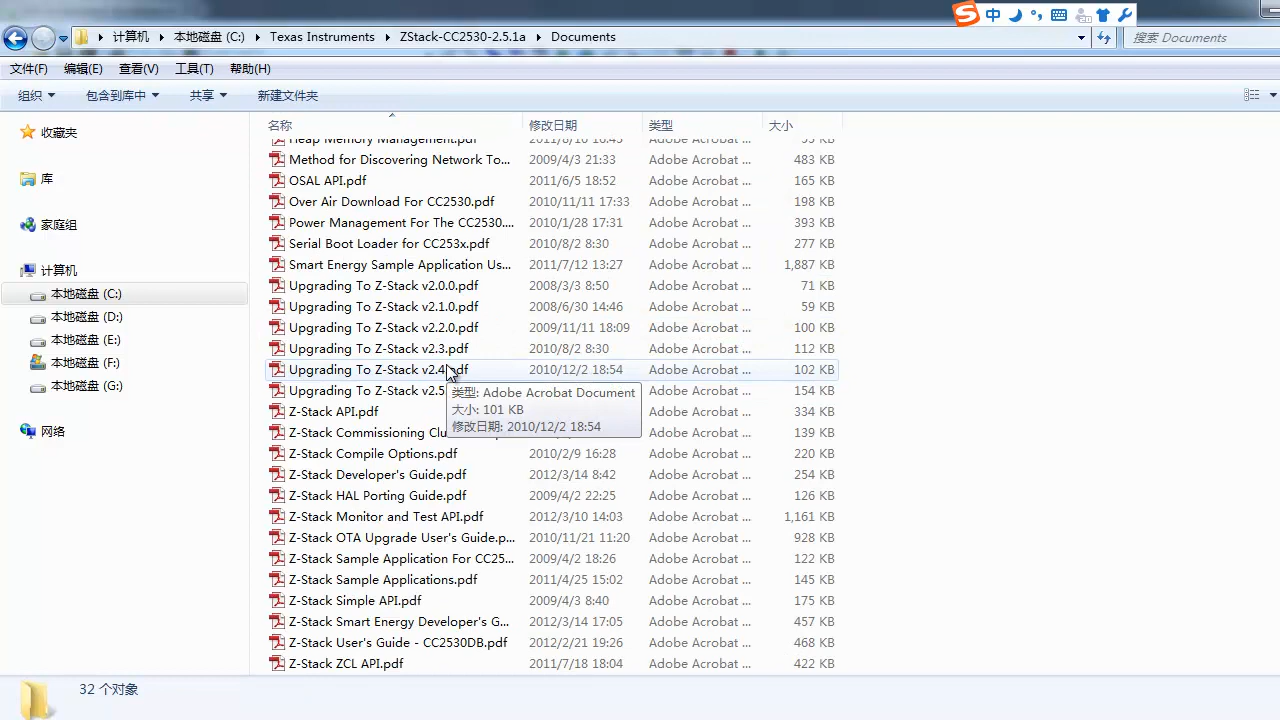 中
计算机 本地磁盘 (C:) Texas Instruments ZStack-CC2530-2.5.1a Documents 搜索 Documents
文件(F) 编辑(E) 查看(V) 工具(T) 帮助(H)
组织 包含到库中 共享 新建文件夹
收藏夹
库
家庭组
计算机
本地磁盘 (C:)
本地磁盘 (D:)
本地磁盘 (E:)
本地磁盘 (F:)
本地磁盘 (G:)
网络
名称 修改日期 类型 大小
Heap Memory Management.pdf 2011/6/10 16:45 Adobe Acrobat ... 55 KB
Method for Discovering Network To... 2009/4/3 21:33 Adobe Acrobat ... 483 KB
OSAL API.pdf 2011/6/5 18:52 Adobe Acrobat ... 165 KB
Over Air Download For CC2530.pdf 2010/11/11 17:33 Adobe Acrobat ... 198 KB
Power Management For The CC2530.... 2010/1/28 17:31 Adobe Acrobat ... 393 KB
Serial Boot Loader for CC253x.pdf 2010/8/2 8:30 Adobe Acrobat ... 277 KB
Smart Energy Sample Application Us... 2011/7/12 13:27 Adobe Acrobat ... 1,887 KB
Upgrading To Z-Stack v2.0.0.pdf 2008/3/3 8:50 Adobe Acrobat ... 71 KB
Upgrading To Z-Stack v2.1.0.pdf 2008/6/30 14:46 Adobe Acrobat ... 59 KB
Upgrading To Z-Stack v2.2.0.pdf 2009/11/11 18:09 Adobe Acrobat ... 100 KB
Upgrading To Z-Stack v2.3.pdf 2010/8/2 8:30 Adobe Acrobat ... 112 KB
Upgrading To Z-Stack v2.4.pdf 2010/12/2 18:54 Adobe Acrobat ... 102 KB
Upgrading To Z-Stack v2.5 Adobe Acrobat ... 154 KB
类型: Adobe Acrobat Document
大小: 101 KB
修改日期: 2010/12/2 18:54
Z-Stack API.pdf Adobe Acrobat ... 334 KB
Z-Stack Commissioning Adobe Acrobat ... 139 KB
Z-Stack Compile Options.pdf 2010/2/9 16:28 Adobe Acrobat ... 220 KB
Z-Stack Developer's Guide.pdf 2012/3/14 8:42 Adobe Acrobat ... 254 KB
Z-Stack HAL Porting Guide.pdf 2009/4/2 22:25 Adobe Acrobat ... 126 KB
Z-Stack Monitor and Test API.pdf 2012/3/10 14:03 Adobe Acrobat ... 1,161 KB
Z-Stack OTA Upgrade User's Guide.p... 2010/11/21 11:20 Adobe Acrobat ... 928 KB
Z-Stack Sample Application For CC25... 2009/4/2 18:26 Adobe Acrobat ... 122 KB
Z-Stack Sample Applications.pdf 2011/4/25 15:02 Adobe Acrobat ... 145 KB
Z-Stack Simple API.pdf 2009/4/3 8:40 Adobe Acrobat ... 175 KB
Z-Stack Smart Energy Developer's G... 2012/3/14 17:05 Adobe Acrobat ... 457 KB
Z-Stack User's Guide - CC2530DB.pdf 2012/2/21 19:26 Adobe Acrobat ... 468 KB
Z-Stack ZCL API.pdf 2011/7/18 18:04 Adobe Acrobat ... 422 KB
32 个对象